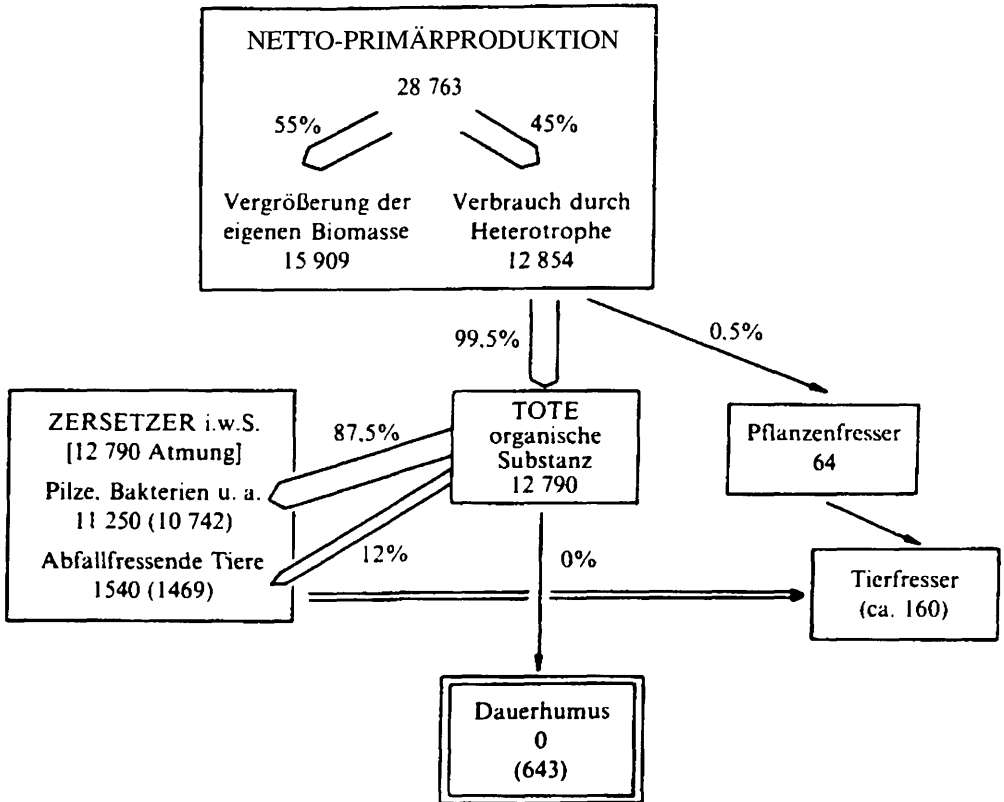 NETTO-PRIMÄRPRODUKTION
28 763
55%
45%
Vergrößerung der
eigenen Biomasse
15 909
Verbrauch durch
Heterotrophe
12 854
99.5%
0.5%
ZERSETZER i.w.S.
[12 790 Atmung]
Pilze, Bakterien u. a.
11 250 (10 742)
Abfallfressende Tiere
1540 (1469)
87.5%
12%
TOTE
organische
Substanz
12 790
0%
Pflanzenfresser
64
Tierfresser
(ca. 160)
Dauerhumus
0
(643)